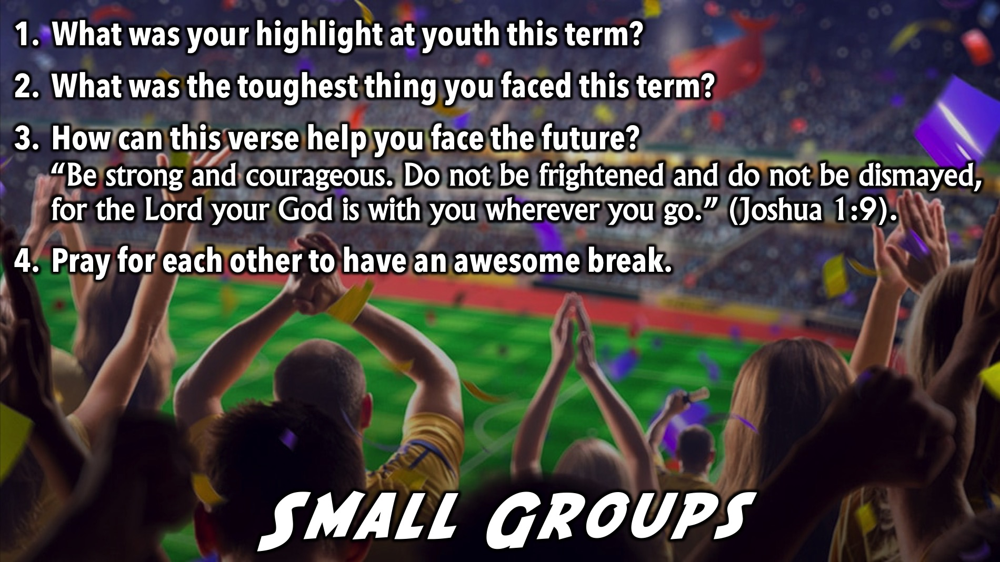 1. What was your highlight at youth this term?
2. What was the toughest thing you faced this term?
3. How can this verse help you face the future?
“Be strong and courageous. Do not be frightened and do not be dismayed,
for the Lord your God is with you wherever you go.” (Joshua 1:9).
4. Pray for each other to have an awesome break.
Small Groups